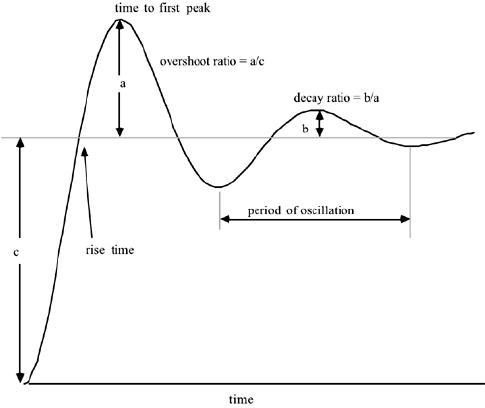 time to first peak
overshoot ratio = a/c
a
decay ratio = b/a
b
period of oscillation
rise time
c
time